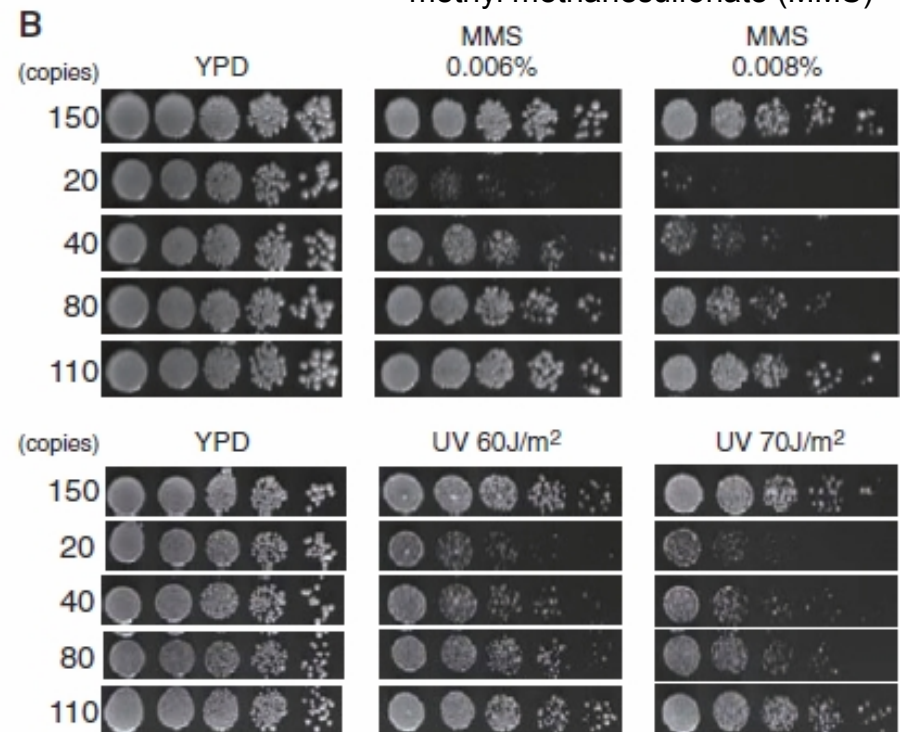 methyl methanesulfonate (MMS)
B
MMS MMS
(copies) YPD 0.006% 0.008%
150
20
40
80
110
(copies) YPD UV 60J/m² UV 70J/m²
150
20
40
80
110